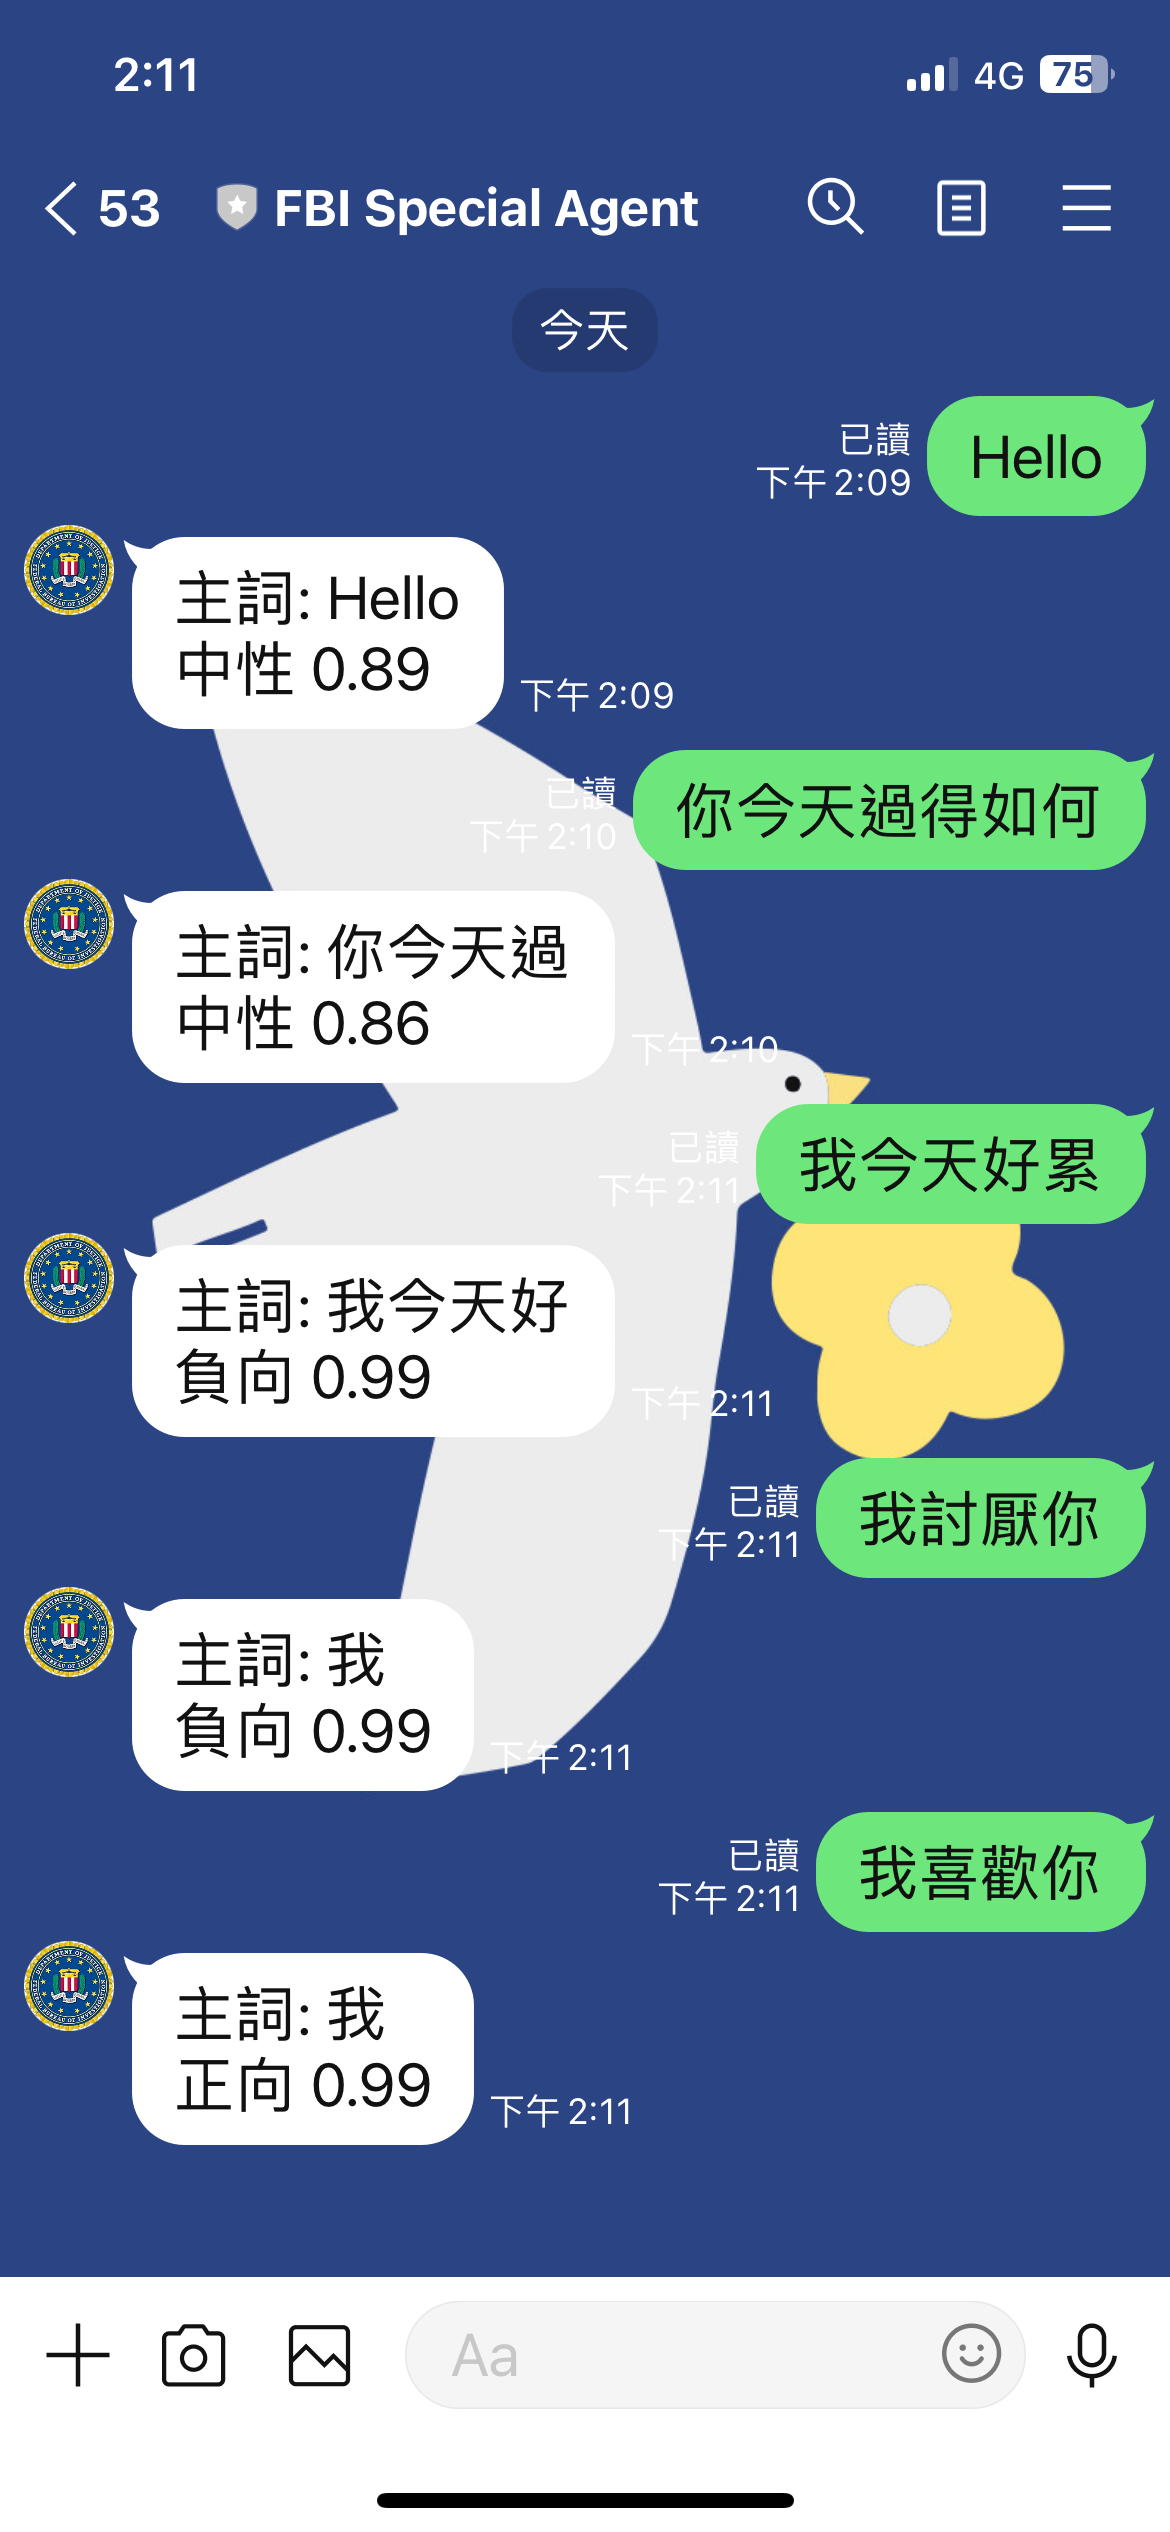 2:11
4G 75
53 FBI Special Agent
今天
Hello
已讀
下午 2:09
主詞: Hello
中性 0.89
下午 2:09
你今天過得如何
已讀
下午 2:10
主詞: 你今天過
中性 0.86
下午 2:10
我今天好累
已讀
下午 2:11
主詞: 我今天好
負向 0.99
下午 2:11
我討厭你
已讀
下午 2:11
主詞: 我
負向 0.99
下午 2:11
我喜歡你
已讀
下午 2:11
主詞: 我
正向 0.99
下午 2:11
Aa